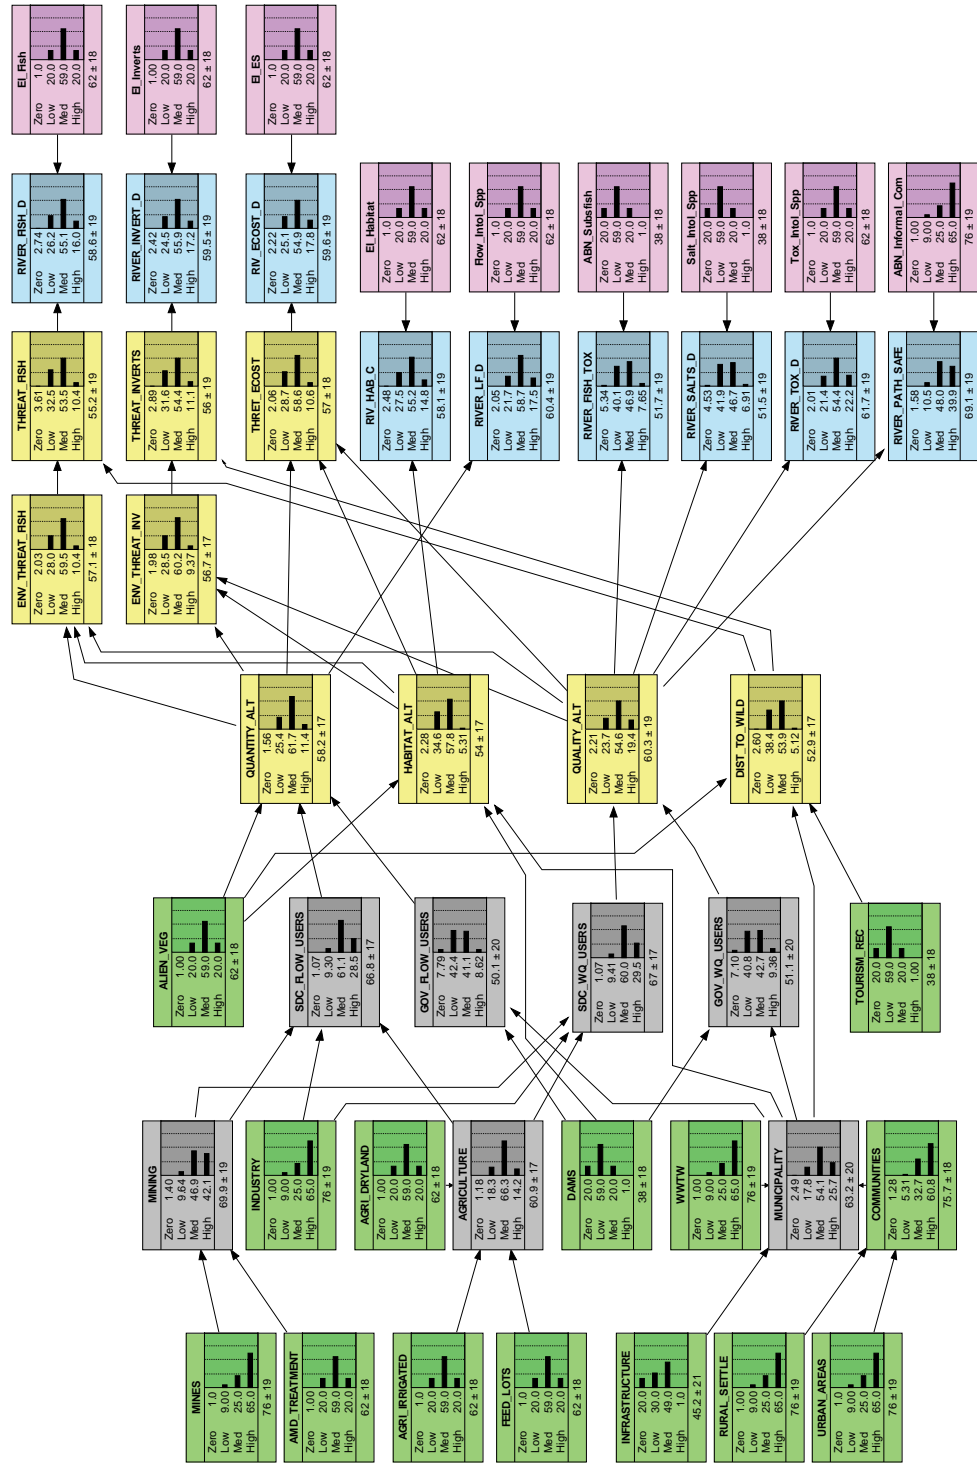 URBAN_AREAS
Zero 1.0
Low 9.00
Med 25.0
High 65.0
76 ± 19
RURAL_SETTLE
Zero 1.0
Low 9.00
Med 25.0
High 65.0
76 ± 19
INFRASTRUCTURE
Zero 20.0
Low 30.0
Med 49.0
High 1.0
45.2 ± 21
FEED_LOTS
Zero 1.0
Low 20.0
Med 59.0
High 20.0
62 ± 18
AGRI_IRRIGATED
Zero 1.0
Low 20.0
Med 59.0
High 20.0
62 ± 18
AMD_TREATMENT
Zero 1.00
Low 20.0
Med 59.0
High 20.0
62 ± 18
MINES
Zero 1.0
Low 9.00
Med 25.0
High 65.0
76 ± 19
COMMUNITIES
Zero 1.28
Low 5.31
Med 32.7
High 60.8
75.7 ± 18
MUNICIPALITY
Zero 2.49
Low 17.8
Med 54.1
High 25.7
63.2 ± 20
WWTW
Zero 1.00
Low 9.00
Med 25.0
High 65.0
76 ± 19
DAMS
Zero 20.0
Low 59.0
Med 20.0
High 1.0
38 ± 18
AGRICULTURE
Zero 1.18
Low 18.3
Med 66.3
High 14.2
60.9 ± 17
AGRI_DRYLAND
Zero 1.00
Low 20.0
Med 59.0
High 20.0
62 ± 18
INDUSTRY
Zero 1.00
Low 9.00
Med 25.0
High 65.0
76 ± 19
MINING
Zero 1.40
Low 9.64
Med 46.9
High 42.1
69.9 ± 19
TOURISM_REC
Zero 20.0
Low 59.0
Med 20.0
High 1.00
38 ± 18
GOV_WQ_USERS
Zero 7.10
Low 40.8
Med 42.7
High 9.36
51.1 ± 20
SDC_WQ_USERS
Zero 1.07
Low 9.41
Med 60.0
High 29.5
67 ± 17
GOV_FLOW_USERS
Zero 7.79
Low 42.4
Med 41.1
High 8.62
50.1 ± 20
SDC_FLOW_USERS
Zero 1.07
Low 9.30
Med 61.1
High 28.5
66.8 ± 17
ALIEN_VEG
Zero 1.00
Low 20.0
Med 59.0
High 20.0
62 ± 18
DIST_TO_WILD
Zero 2.60
Low 38.4
Med 53.9
High 5.12
52.9 ± 17
QUALITY_ALT
Zero 2.21
Low 23.7
Med 54.6
High 19.4
60.3 ± 19
HABITAT_ALT
Zero 2.28
Low 34.6
Med 57.8
High 5.31
54 ± 17
QUANTITY_ALT
Zero 1.56
Low 25.4
Med 61.7
High 11.4
58.2 ± 17
ENV_THREAT_INV
Zero 1.98
Low 28.5
Med 60.2
High 9.37
56.7 ± 17
ENV_THREAT_FISH
Zero 2.03
Low 28.0
Med 59.5
High 10.4
57.1 ± 18
RIVER_PATH_SAFE
Zero 1.58
Low 10.5
Med 48.0
High 39.9
69.1 ± 19
RIVER_TOX_D
Zero 2.01
Low 21.4
Med 54.4
High 22.2
61.7 ± 19
RIVER_SALTS_D
Zero 4.53
Low 41.9
Med 46.7
High 6.91
51.5 ± 19
RIVER_FISH_TOX
Zero 5.34
Low 40.1
Med 46.9
High 7.65
51.7 ± 19
RIVER_LF_D
Zero 2.05
Low 21.7
Med 58.7
High 17.5
60.4 ± 19
RIV_HAB_C
Zero 2.48
Low 27.5
Med 55.2
High 14.8
58.1 ± 19
THRET_ECOST
Zero 2.06
Low 28.7
Med 58.6
High 10.6
57 ± 18
THREAT_INVERTS
Zero 2.89
Low 31.6
Med 54.4
High 11.1
56 ± 19
THREAT_FISH
Zero 3.61
Low 32.5
Med 53.5
High 10.4
55.2 ± 19
ABN_Informal_Com
Zero 1.00
Low 9.00
Med 25.0
High 65.0
76 ± 19
Tox_Intol_Spp
Zero 1.0
Low 20.0
Med 59.0
High 20.0
62 ± 18
Salt_Intol_Spp
Zero 20.0
Low 59.0
Med 20.0
High 1.0
38 ± 18
ABN_Subsfish
Zero 20.0
Low 59.0
Med 20.0
High 1.0
38 ± 18
Flow_Intol_Spp
Zero 1.0
Low 20.0
Med 59.0
High 20.0
62 ± 18
EI_Habitat
Zero 1.0
Low 20.0
Med 59.0
High 20.0
62 ± 18
RIV_ECOST_D
Zero 2.22
Low 25.1
Med 54.9
High 17.8
59.6 ± 19
RIVER_INVERT_D
Zero 2.42
Low 24.5
Med 55.9
High 17.2
59.5 ± 19
RIVER_FISH_D
Zero 2.74
Low 26.2
Med 55.1
High 16.0
58.6 ± 19
EI_ES
Zero 1.0
Low 20.0
Med 59.0
High 20.0
62 ± 18
EI_Inverts
Zero 1.00
Low 20.0
Med 59.0
High 20.0
62 ± 18
EI_Fish
Zero 1.0
Low 20.0
Med 59.0
High 20.0
62 ± 18